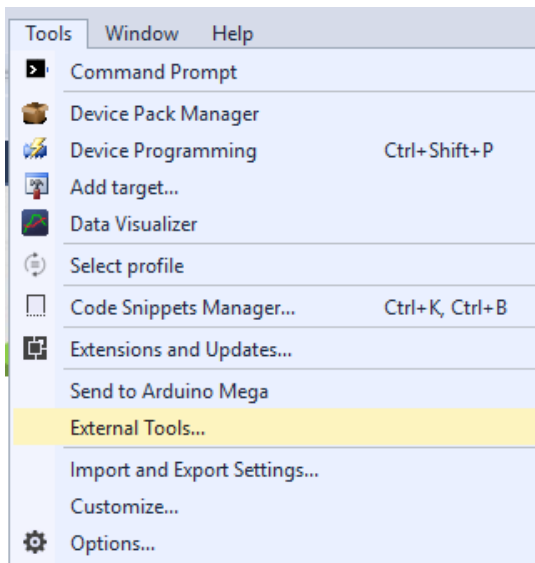 Tools Window Help
Command Prompt
Device Pack Manager
Device Programming Ctrl+Shift+P
Add target...
Data Visualizer
Select profile
Code Snippets Manager... Ctrl+K, Ctrl+B
Extensions and Updates...
Send to Arduino Mega
External Tools...
Import and Export Settings...
Customize...
Options...